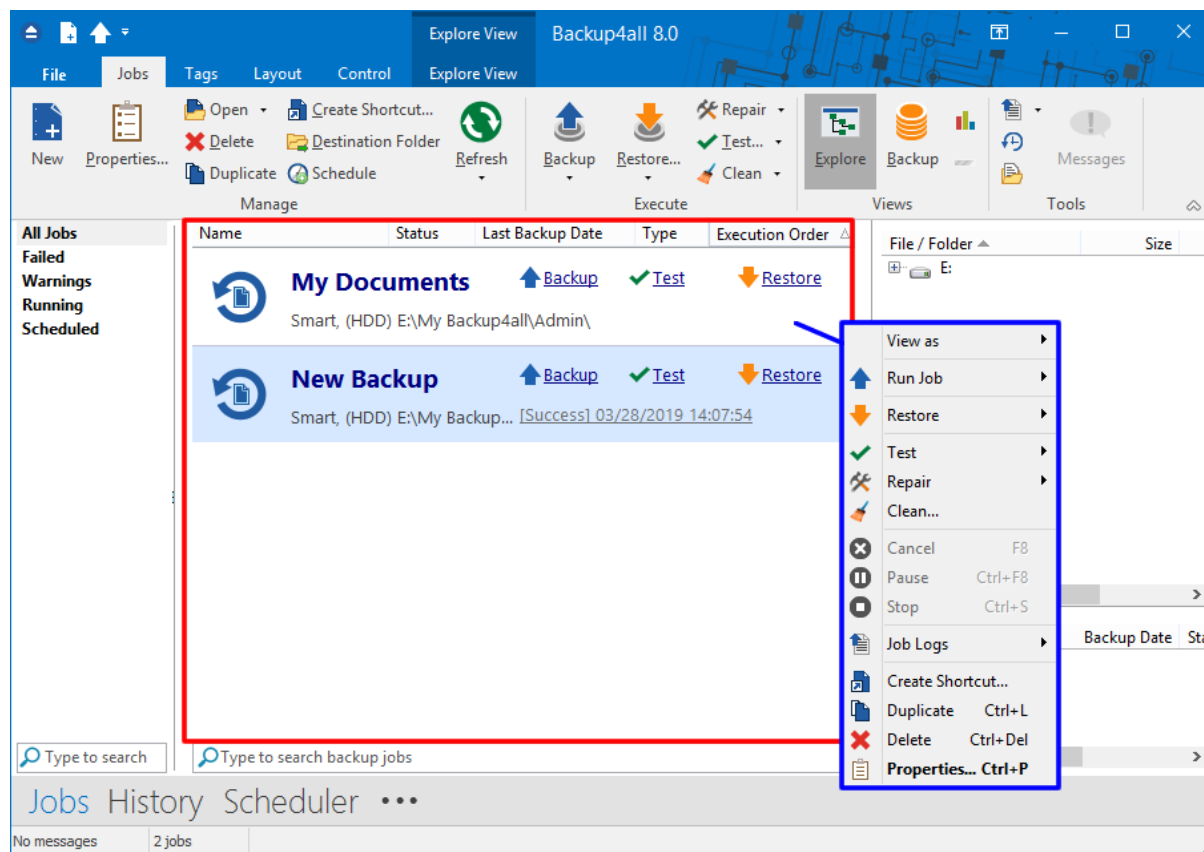 Explore View Backup4all 8.0
File Jobs Tags Layout Control Explore View
New
Properties...
Open
Delete
Duplicate
Create Shortcut...
Destination Folder
Schedule
Refresh
Manage
Backup
Restore...
Repair
Test...
Clean
Execute
Explore
Backup
Views
Messages
Tools
All Jobs
Failed
Warnings
Running
Scheduled
Type to search
Name Status Last Backup Date Type Execution Order
My Documents Backup Test Restore
Smart, (HDD) E:\My Backup4all\Admin\
New Backup Backup Test Restore
Smart, (HDD) E:\My Backup... [Success] 03/28/2019 14:07:54
Type to search backup jobs
File / Folder Size
E:
View as
Run Job
Restore
Test
Repair
Clean...
Cancel F8
Pause Ctrl+F8
Stop Ctrl+S
Job Logs
Create Shortcut...
Duplicate Ctrl+L
Delete Ctrl+Del
Properties... Ctrl+P
Backup Date Sta
Jobs History Scheduler •••
No messages 2 jobs